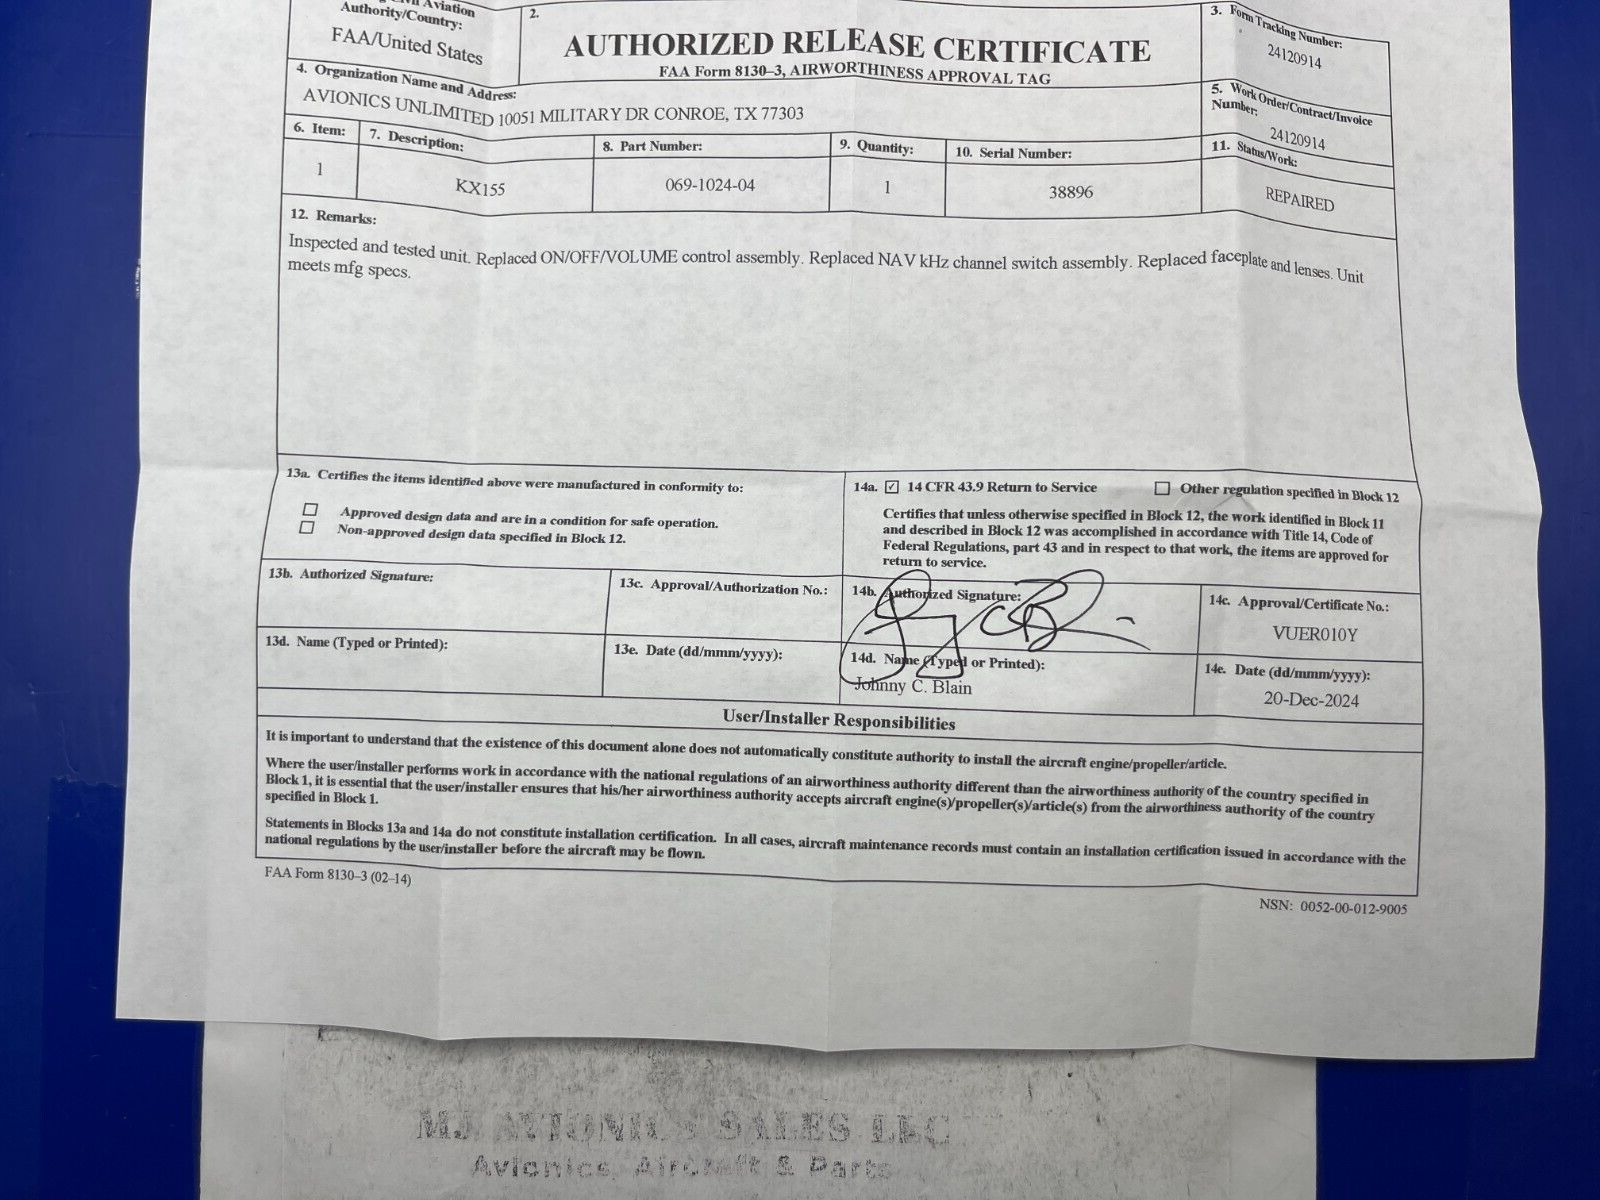 Civil Aviation
Authority/Country:
FAA/United States
2.
AUTHORIZED RELEASE CERTIFICATE
FAA Form 8130–3, AIRWORTHINESS APPROVAL TAG
3. Form Tracking Number:
24120914
4. Organization Name and Address:
AVIONICS UNLIMITED 10051 MILITARY DR CONROE, TX 77303
5. Work Order/Contract/Invoice
Number:
24120914
6. Item:
7. Description:
8. Part Number:
9. Quantity:
10. Serial Number:
11. Status/Work:
1
KX155
069-1024-04
1
38896
REPAIRED
12. Remarks:
Inspected and tested unit. Replaced ON/OFF/VOLUME control assembly. Replaced NAV kHz channel switch assembly. Replaced faceplate and lenses. Unit
meets mfg specs.
13a. Certifies the items identified above were manufactured in conformity to:
Approved design data and are in a condition for safe operation.
Non-approved design data specified in Block 12.
14a. ☑ 14 CFR 43.9 Return to Service ☐ Other regulation specified in Block 12
Certifies that unless otherwise specified in Block 12, the work identified in Block 11
and described in Block 12 was accomplished in accordance with Title 14, Code of
Federal Regulations, part 43 and in respect to that work, the items are approved for
return to service.
13b. Authorized Signature:
13c. Approval/Authorization No.:
14b. Authorized Signature:
14c. Approval/Certificate No.:
VUER010Y
13d. Name (Typed or Printed):
13e. Date (dd/mmm/yyyy):
14d. Name (Typed or Printed):
Johnny C. Blain
14e. Date (dd/mmm/yyyy):
20-Dec-2024
User/Installer Responsibilities
It is important to understand that the existence of this document alone does not automatically constitute authority to install the aircraft engine/propeller/article.
Where the user/installer performs work in accordance with the national regulations of an airworthiness authority different than the airworthiness authority of the country specified in
Block 1, it is essential that the user/installer ensures that his/her airworthiness authority accepts aircraft engine(s)/propeller(s)/article(s) from the airworthiness authority of the country
specified in Block 1.
Statements in Blocks 13a and 14a do not constitute installation certification. In all cases, aircraft maintenance records must contain an installation certification issued in accordance with the
national regulations by the user/installer before the aircraft may be flown.
FAA Form 8130–3 (02–14)
NSN: 0052-00-012-9005
MJ AVIONICS SALES LLC
Avionics, Aircraft & Parts